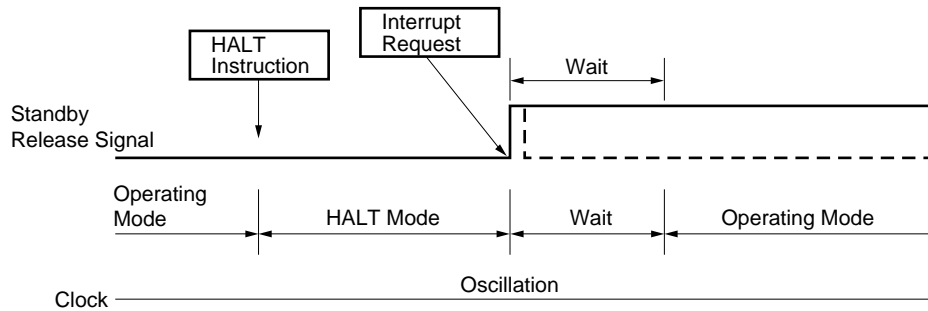 HALT
Instruction
Interrupt
Request
Wait
Standby
Release Signal
Operating
Mode
HALT Mode
Wait
Operating Mode
Clock
Oscillation